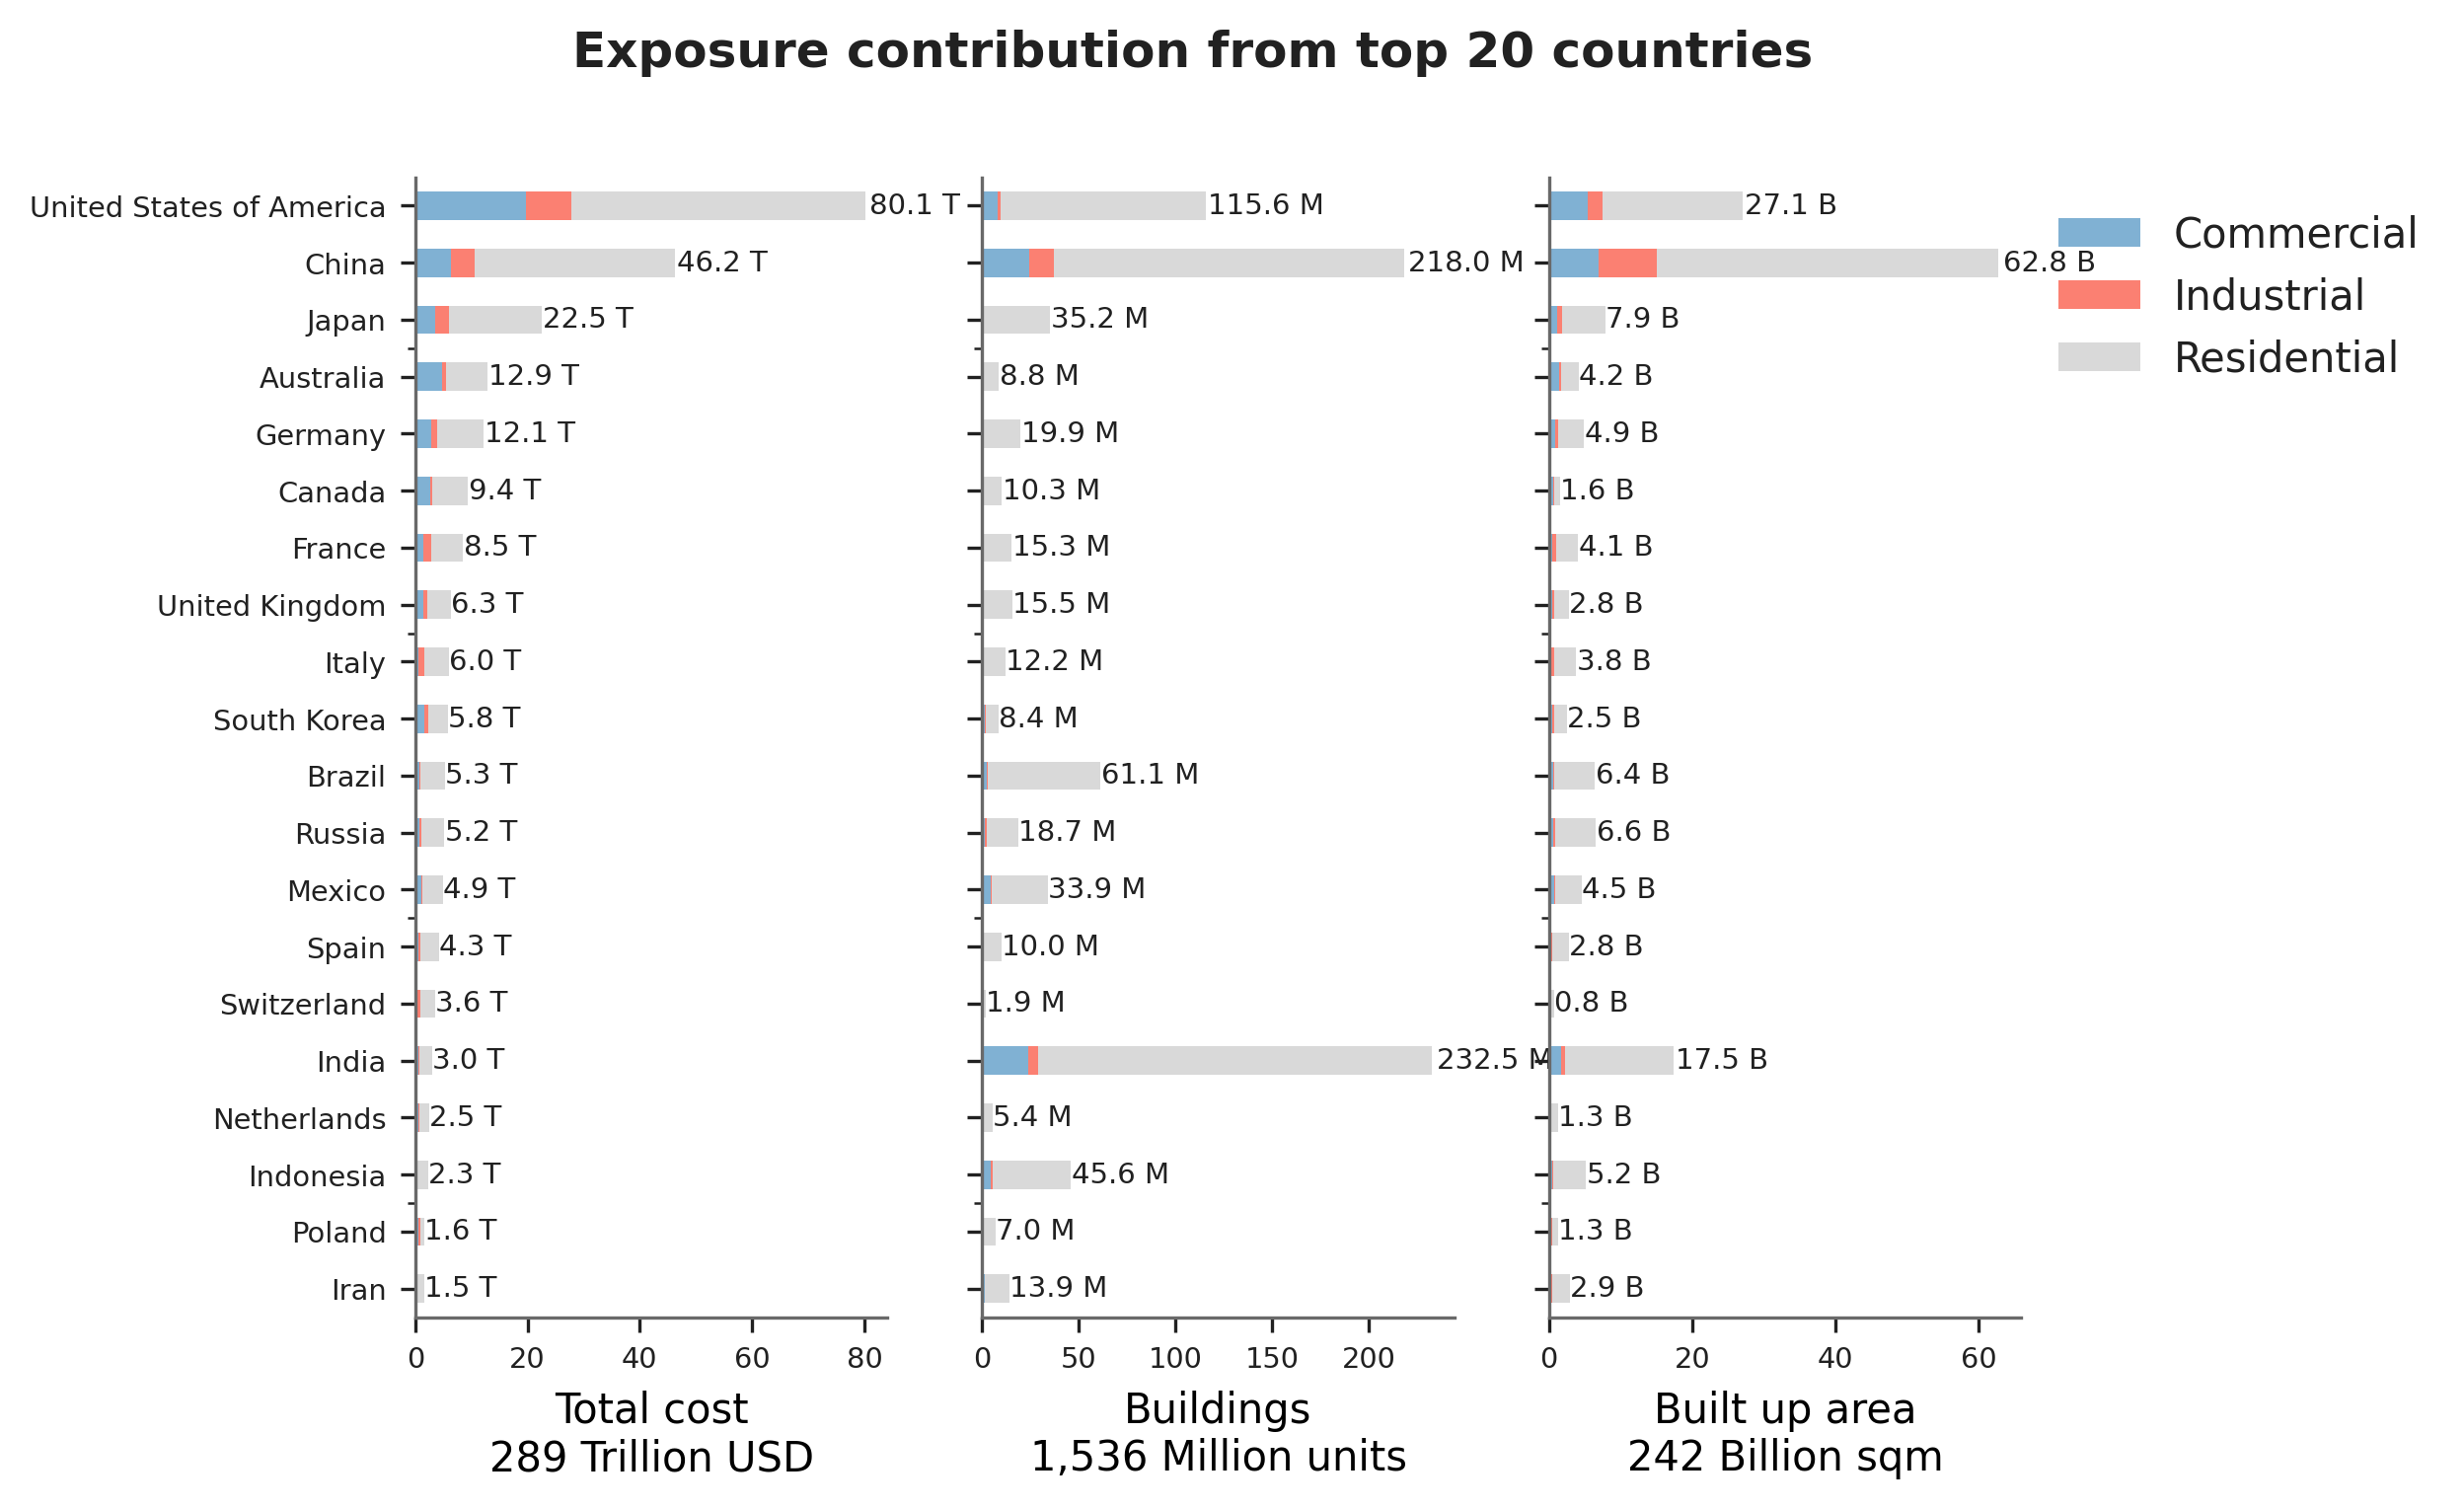 Exposure contribution from top 20 countries
United States of America 80.1 T 115.6 M 27.1 B
China 46.2 T 218.0 M 62.8 B
Japan 22.5 T 35.2 M 7.9 B
Australia 12.9 T 8.8 M 4.2 B
Germany 12.1 T 19.9 M 4.9 B
Canada 9.4 T 10.3 M 1.6 B
France 8.5 T 15.3 M 4.1 B
United Kingdom 6.3 T 15.5 M 2.8 B
Italy 6.0 T 12.2 M 3.8 B
South Korea 5.8 T 8.4 M 2.5 B
Brazil 5.3 T 61.1 M 6.4 B
Russia 5.2 T 18.7 M 6.6 B
Mexico 4.9 T 33.9 M 4.5 B
Spain 4.3 T 10.0 M 2.8 B
Switzerland 3.6 T 1.9 M 0.8 B
India 3.0 T 232.5 M 17.5 B
Netherlands 2.5 T 5.4 M 1.3 B
Indonesia 2.3 T 45.6 M 5.2 B
Poland 1.6 T 7.0 M 1.3 B
Iran 1.5 T 13.9 M 2.9 B
0 20 40 60 80
Total cost
289 Trillion USD
0 50 100 150 200
Buildings
1,536 Million units
0 20 40 60
Built up area
242 Billion sqm
Commercial
Industrial
Residential